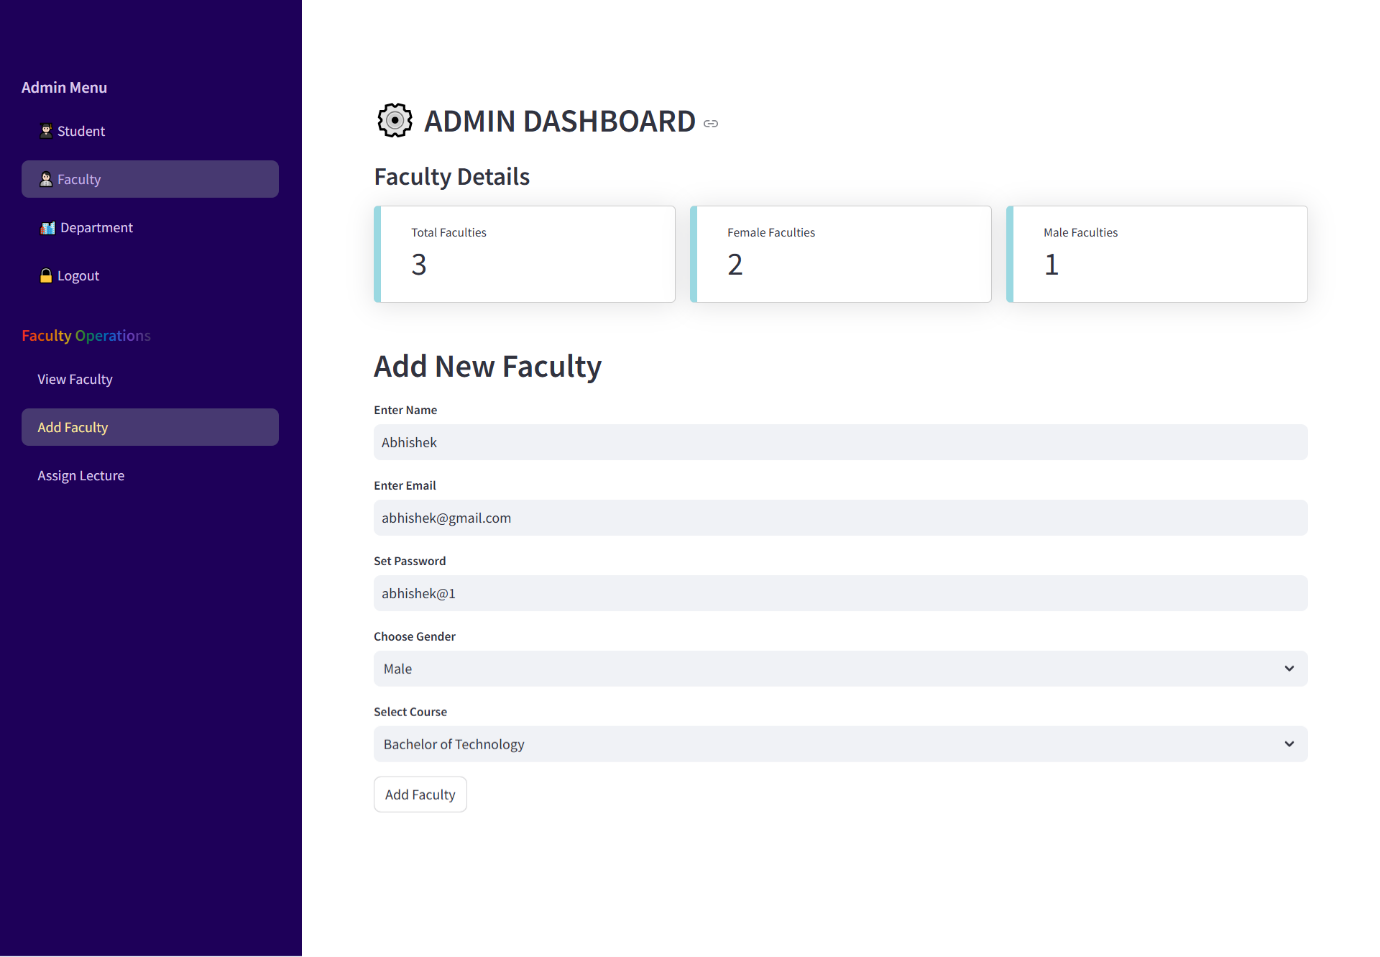 Admin Menu
Student
Faculty
Department
Logout
Faculty Operations
View Faculty
Add Faculty
Assign Lecture
ADMIN DASHBOARD
Faculty Details
Total Faculties
3
Female Faculties
2
Male Faculties
1
Add New Faculty
Enter Name
Abhishek
Enter Email
abhishek@gmail.com
Set Password
abhishek@1
Choose Gender
Male
Select Course
Bachelor of Technology
Add Faculty